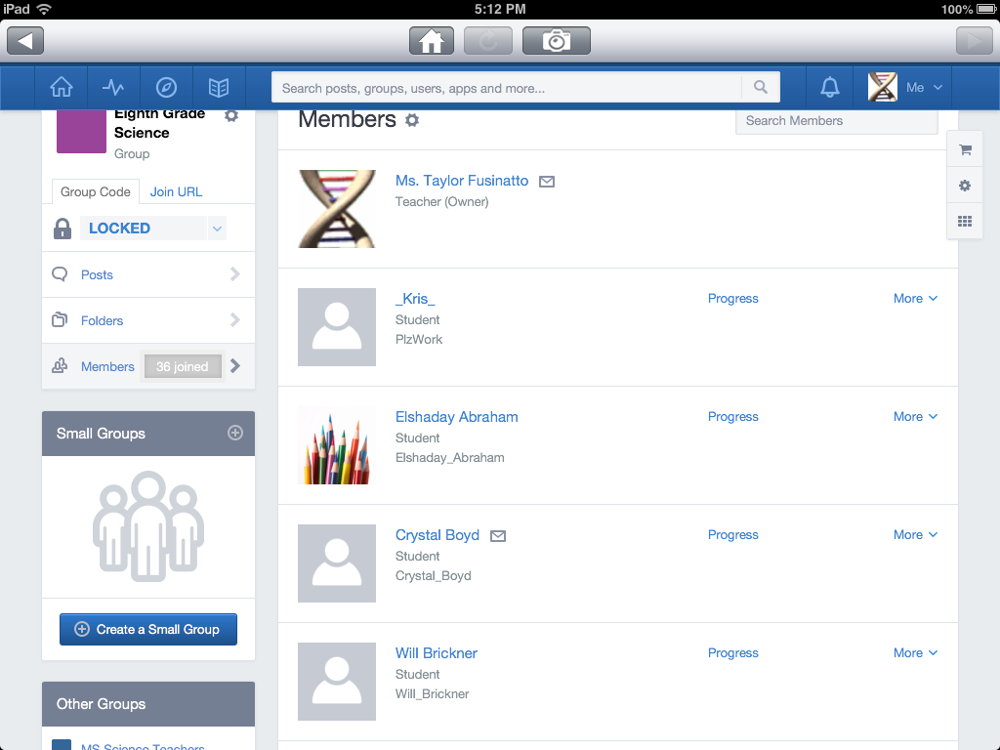 iPad 5:12 PM 100%
Search posts, groups, users, apps and more...
Me
Eighth Grade
Science
Group
Group Code Join URL
LOCKED
Posts
Folders
Members 36 joined
Small Groups
Create a Small Group
Other Groups
MS Science Teachers
Members
Search Members
Ms. Taylor Fusinatto
Teacher (Owner)
_Kris_ Progress More
Student
PlzWork
Elshaday Abraham Progress More
Student
Elshaday_Abraham
Crystal Boyd Progress More
Student
Crystal_Boyd
Will Brickner Progress More
Student
Will_Brickner